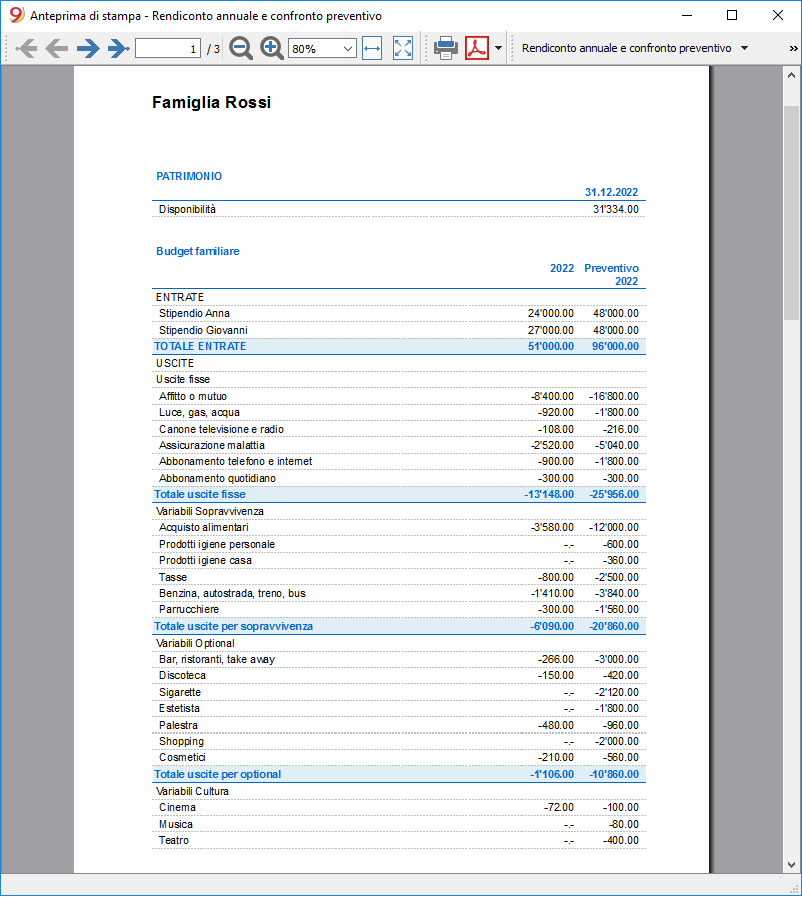 Anteprima di stampa - Rendiconto annuale e confronto preventivo
1 / 3 80% Rendiconto annuale e confronto preventivo »
Famiglia Rossi
PATRIMONIO
31.12.2022
Disponibilità 31'334.00
Budget familiare
2022 Preventivo
2022
ENTRATE
Stipendio Anna 24'000.00 48'000.00
Stipendio Giovanni 27'000.00 48'000.00
TOTALE ENTRATE 51'000.00 96'000.00
USCITE
Uscite fisse
Affitto o mutuo -8'400.00 -16'800.00
Luce, gas, acqua -920.00 -1'800.00
Canone televisione e radio -108.00 -216.00
Assicurazione malattia -2'520.00 -5'040.00
Abbonamento telefono e internet -900.00 -1'800.00
Abbonamento quotidiano -300.00 -300.00
Totale uscite fisse -13'148.00 -25'956.00
Variabili Sopravvivenza
Acquisto alimentari -3'580.00 -12'000.00
Prodotti igiene personale -.- -600.00
Prodotti igiene casa -.- -360.00
Tasse -800.00 -2'500.00
Benzina, autostrada, treno, bus -1'410.00 -3'840.00
Parrucchiere -300.00 -1'560.00
Totale uscite per sopravvivenza -6'090.00 -20'860.00
Variabili Optional
Bar, ristoranti, take away -266.00 -3'000.00
Discoteca -150.00 -420.00
Sigarette -.- -2'120.00
Estetista -.- -1'800.00
Palestra -480.00 -960.00
Shopping -.- -2'000.00
Cosmetici -210.00 -560.00
Totale uscite per optional -1'106.00 -10'860.00
Variabili Cultura
Cinema -72.00 -100.00
Musica -.- -80.00
Teatro -.- -400.00